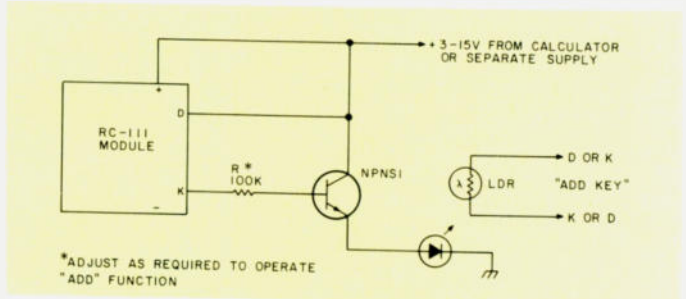 +3-15V FROM CALCULATOR
OR SEPARATE SUPPLY
+
D
RC-111
MODULE
K
-
R*
100K
NPNS1
λ
LDR
D OR K
"ADD KEY"
K OR D
*ADJUST AS REQUIRED TO OPERATE
"ADD" FUNCTION